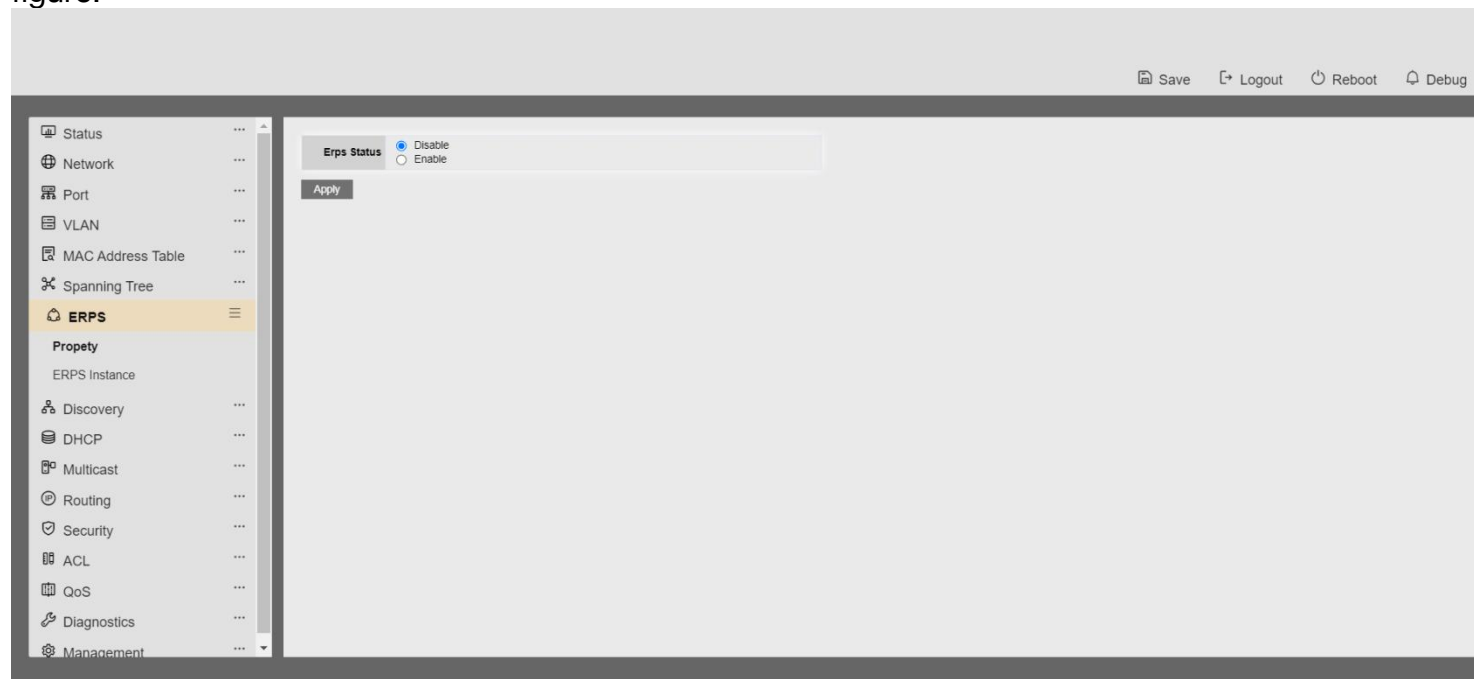 figure.
Save Logout Reboot Debug
Status
Network
Port
VLAN
MAC Address Table
Spanning Tree
ERPS
Propety
ERPS Instance
Discovery
DHCP
Multicast
Routing
Security
ACL
QoS
Diagnostics
Management
Erps Status
Disable
Enable
Apply